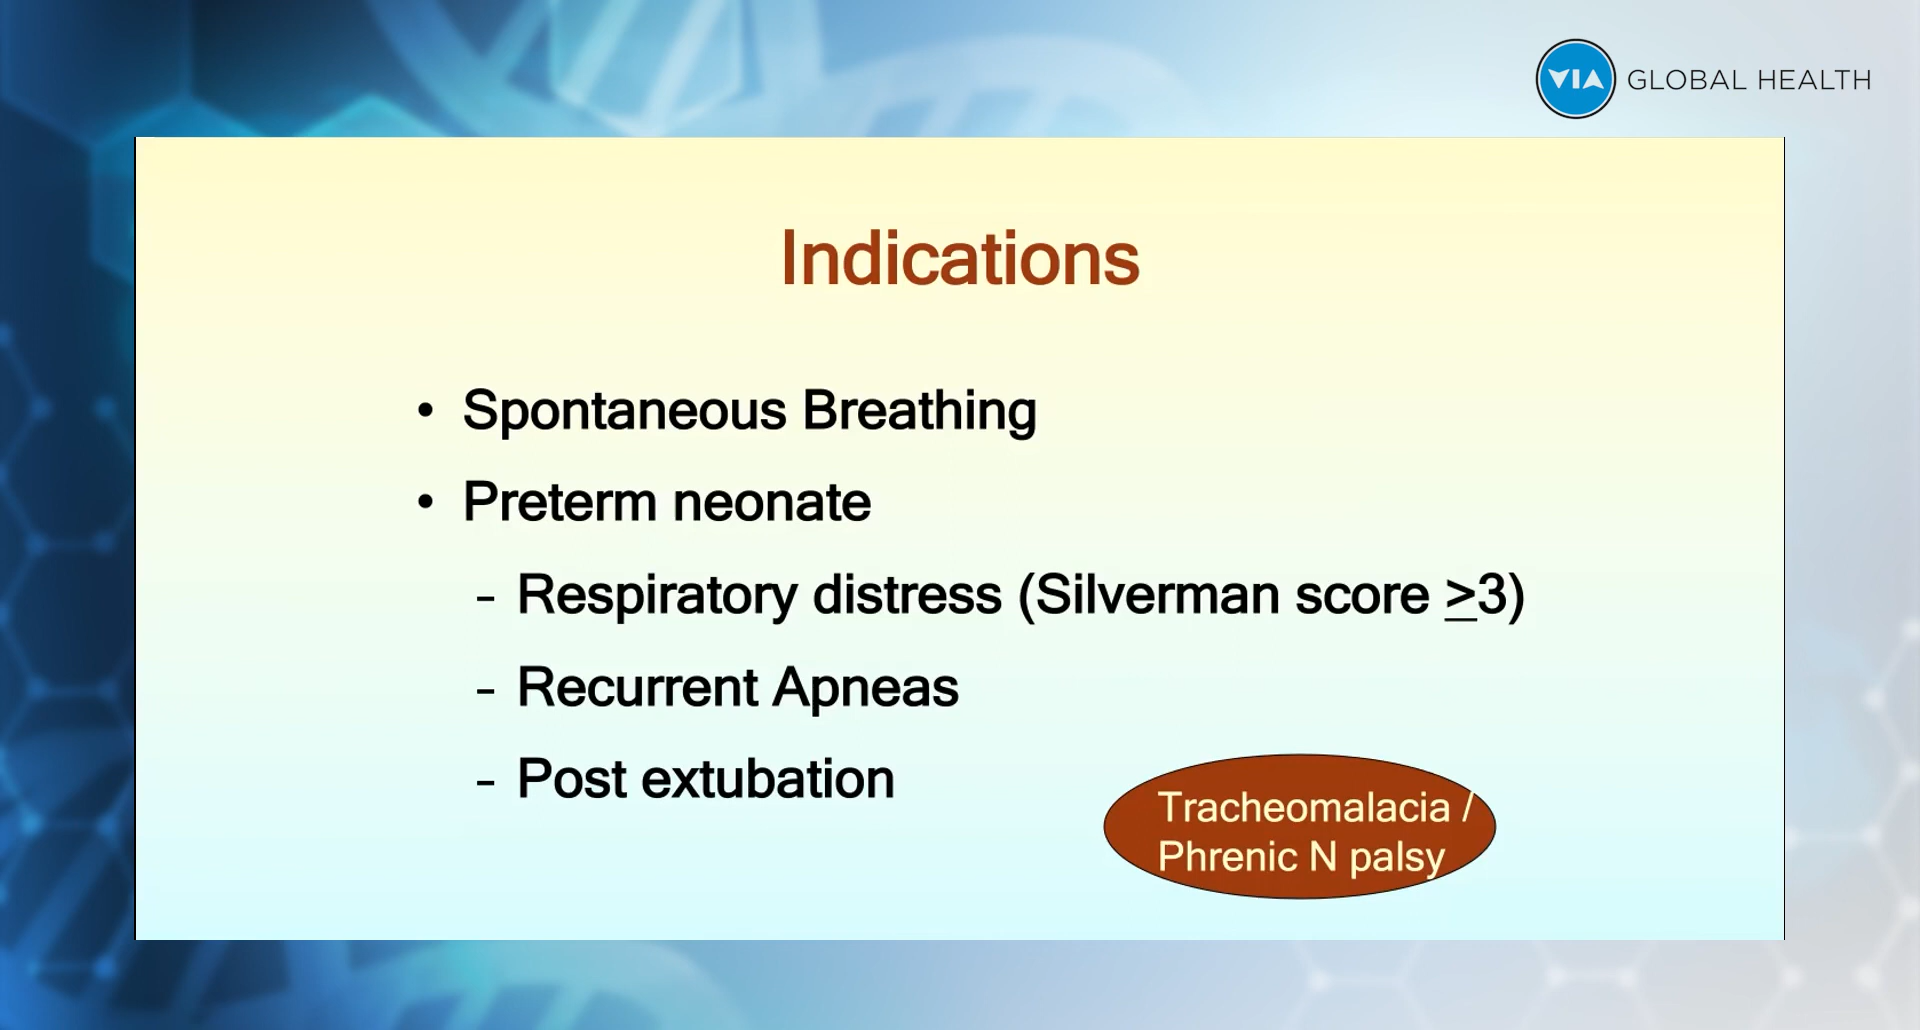 VIA GLOBAL HEALTH
Indications
• Spontaneous Breathing
• Preterm neonate
- Respiratory distress (Silverman score ≥3)
- Recurrent Apneas
- Post extubation
Tracheomalacia /
Phrenic N palsy